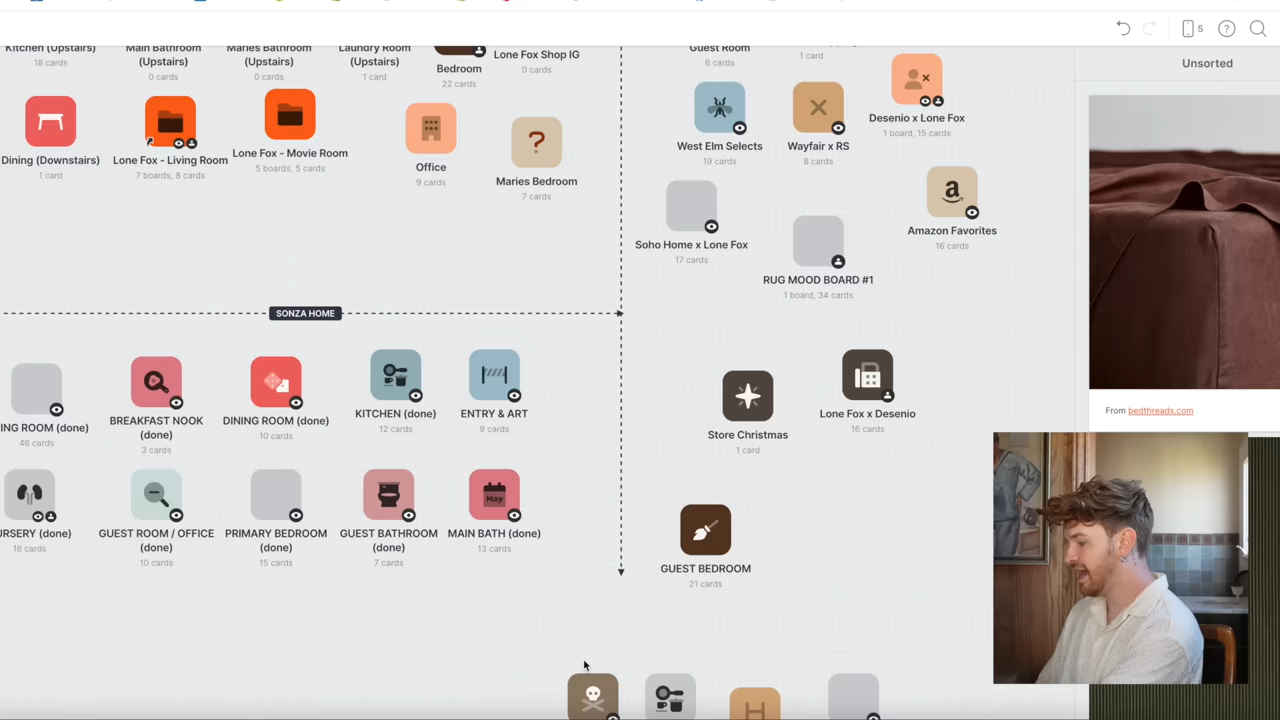 5
?
Kitchen (Upstairs)
18 cards
Main Bathroom
(Upstairs)
0 cards
Maries Bathroom
(Upstairs)
0 cards
Laundry Room
(Upstairs)
1 card
Bedroom
22 cards
Lone Fox Shop IG
0 cards
Guest Room
6 cards
1 card
Unsorted
Dining (Downstairs)
1 card
Lone Fox - Living Room
7 boards, 8 cards
Lone Fox - Movie Room
5 boards, 5 cards
Office
9 cards
?
Maries Bedroom
7 cards
West Elm Selects
19 cards
Wayfair x RS
8 cards
Desenio x Lone Fox
1 board, 15 cards
Soho Home x Lone Fox
17 cards
RUG MOOD BOARD #1
1 board, 34 cards
a
Amazon Favorites
16 cards
SONZA HOME
ING ROOM (done)
46 cards
BREAKFAST NOOK
(done)
3 cards
DINING ROOM (done)
10 cards
KITCHEN (done)
12 cards
ENTRY & ART
9 cards
Store Christmas
1 card
Lone Fox x Desenio
16 cards
From bedthreads.com
URSERY (done)
16 cards
GUEST ROOM / OFFICE
(done)
10 cards
PRIMARY BEDROOM
(done)
15 cards
GUEST BATHROOM
(done)
7 cards
May
MAIN BATH (done)
13 cards
GUEST BEDROOM
21 cards
H